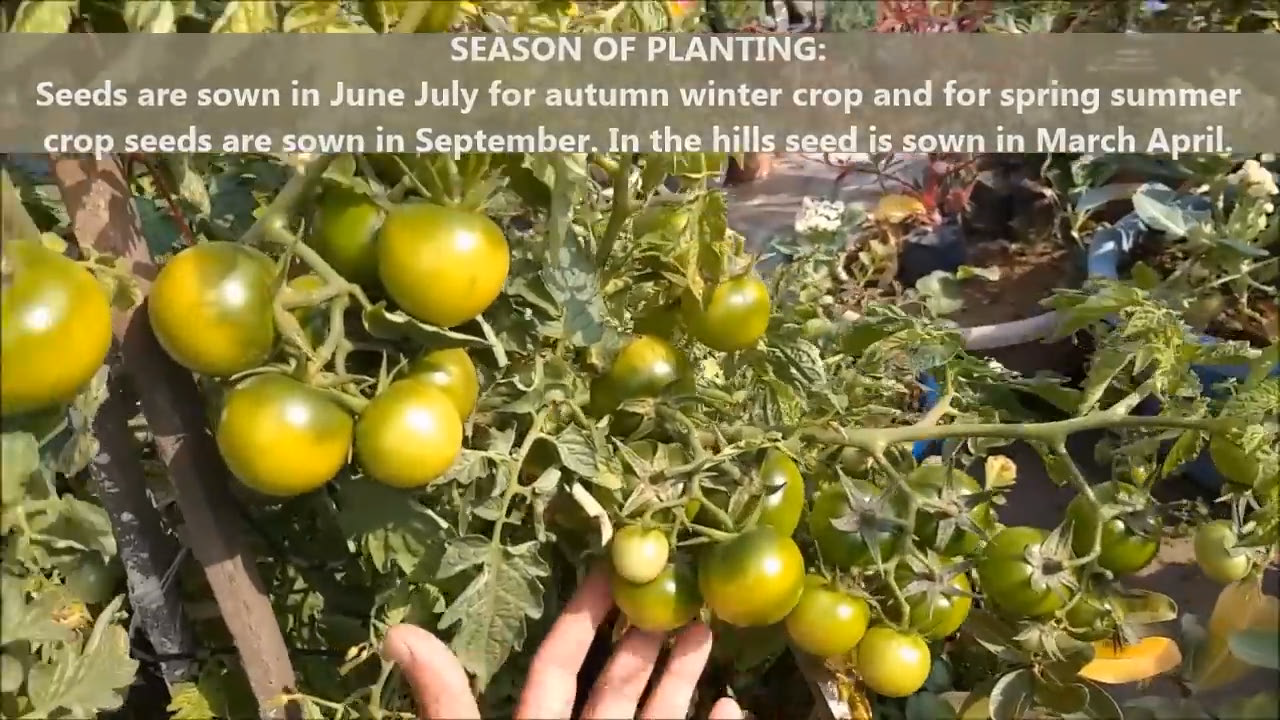 SEASON OF PLANTING:
Seeds are sown in June July for autumn winter crop and for spring summer
crop seeds are sown in September. In the hills seed is sown in March April.